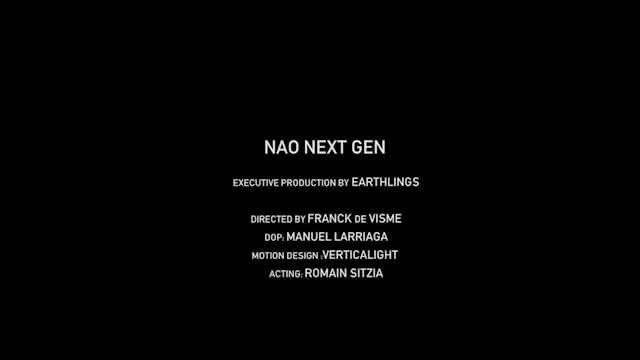 NAO NEXT GEN
EXECUTIVE PRODUCTION BY EARTHLINGS
DIRECTED BY FRANCK DE VISME
DOP: MANUEL LARRIAGA
MOTION DESIGN :VERTICALIGHT
ACTING: ROMAIN SITZIA